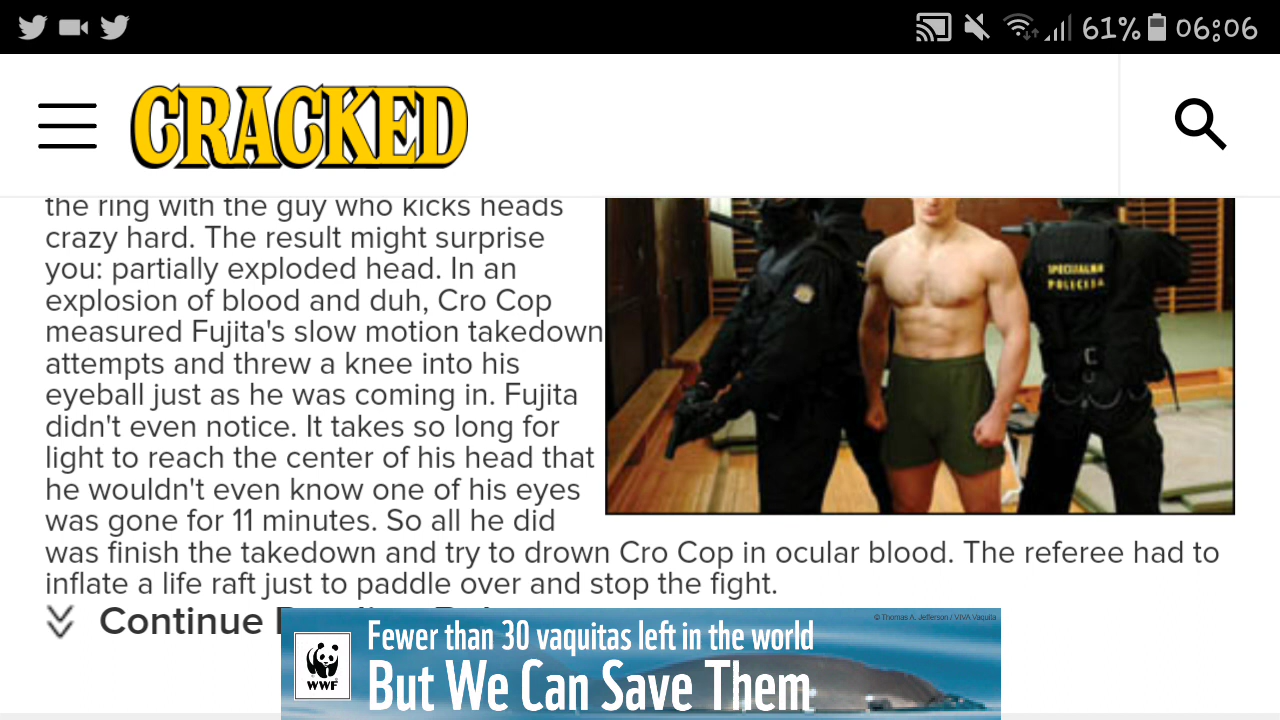 61% 06:06
CRACKED
the ring with the guy who kicks heads
crazy hard. The result might surprise
you: partially exploded head. In an
explosion of blood and duh, Cro Cop
measured Fujita's slow motion takedown
attempts and threw a knee into his
eyeball just as he was coming in. Fujita
didn't even notice. It takes so long for
light to reach the center of his head that
he wouldn't even know one of his eyes
was gone for 11 minutes. So all he did
was finish the takedown and try to drown Cro Cop in ocular blood. The referee had to
inflate a life raft just to paddle over and stop the fight.
SPECIJALNA
POLICIJA
Continue
© Thomas A. Jefferson / VIVA Vaquita
Fewer than 30 vaquitas left in the world
But We Can Save Them
WWF